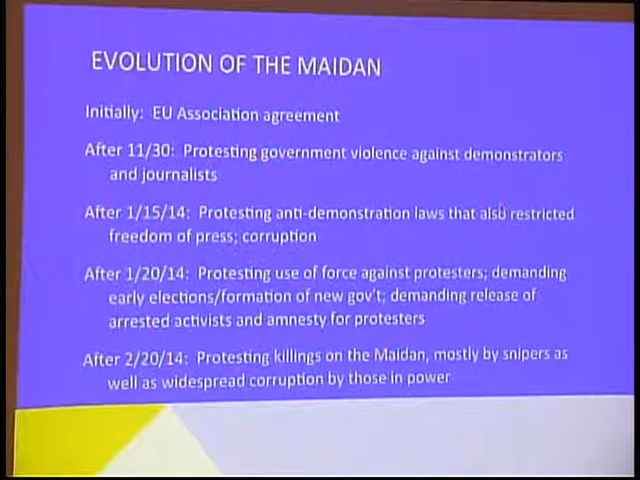 EVOLUTION OF THE MAIDAN
Initially: EU Association agreement
After 11/30: Protesting government violence against demonstrators
and journalists
After 1/15/14: Protesting anti-demonstration laws that also restricted
freedom of press; corruption
After 1/20/14: Protesting use of force against protesters; demanding
early elections/formation of new gov't; demanding release of
arrested activists and amnesty for protesters
After 2/20/14: Protesting killings on the Maidan, mostly by snipers as
well as widespread corruption by those in power